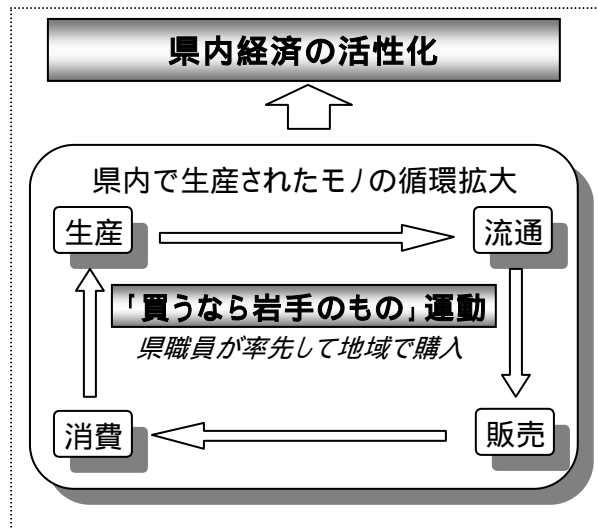 県内経済の活性化
県内で生産されたモノの循環拡大
生産
流通
「買うなら岩手のもの」運動
県職員が率先して地域で購入
消費
販売